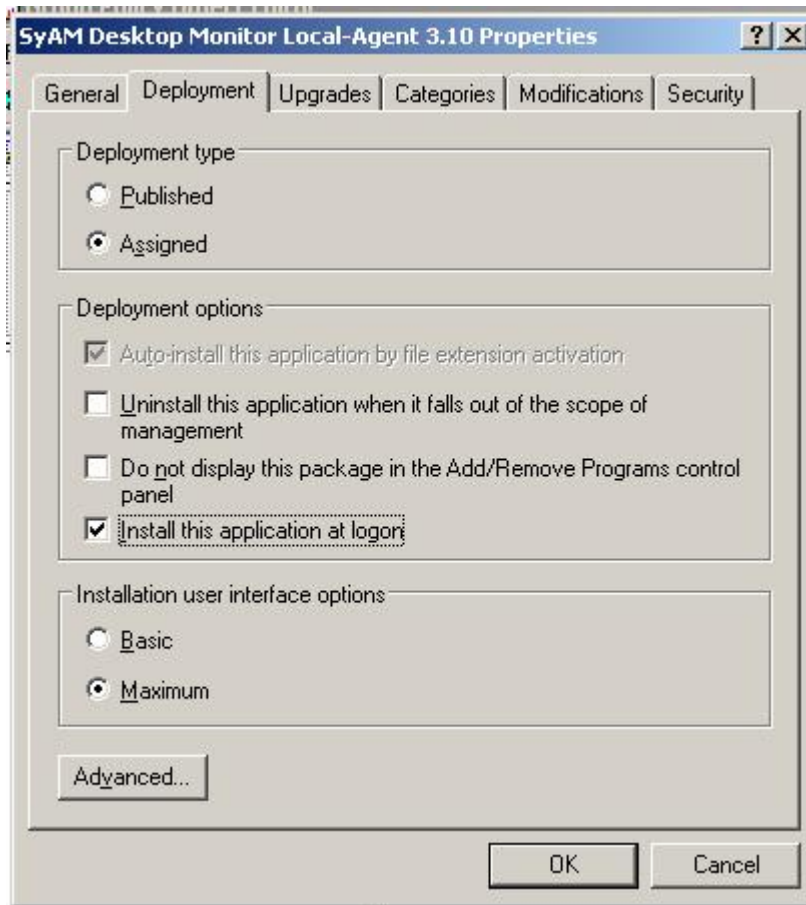 SyAM Desktop Monitor Local-Agent 3.10 Properties
General Deployment Upgrades Categories Modifications Security
Deployment type
Published
Assigned
Deployment options
Auto-install this application by file extension activation
Uninstall this application when it falls out of the scope of
management
Do not display this package in the Add/Remove Programs control
panel
Install this application at logon
Installation user interface options
Basic
Maximum
Advanced...
OK Cancel